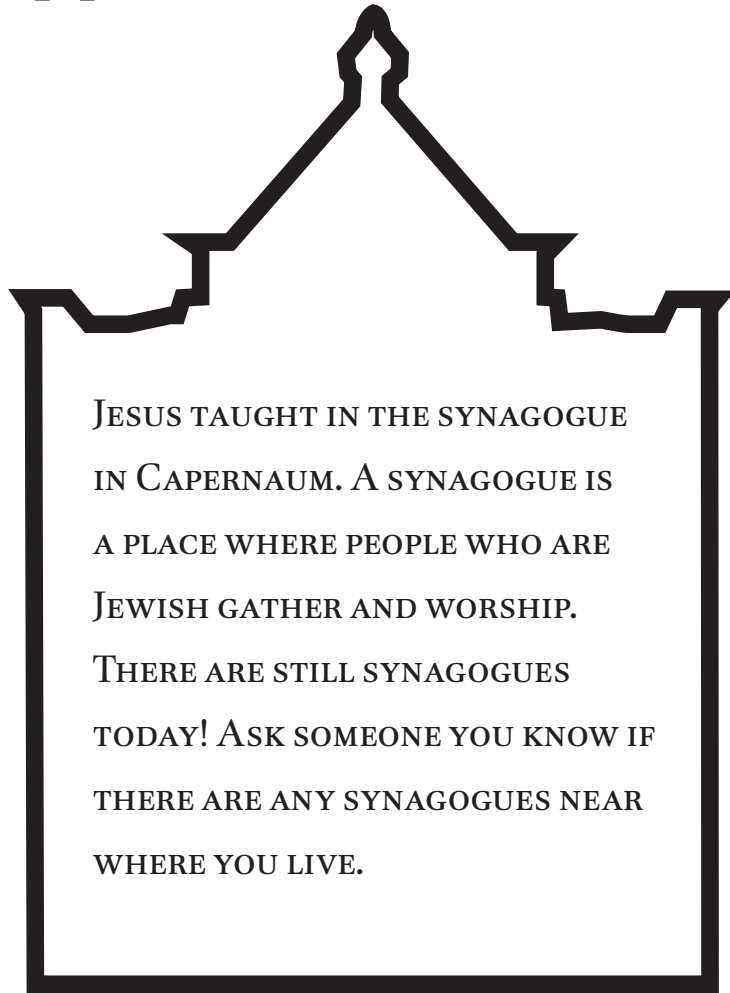 Jesus taught in the synagogue
in Capernaum. A synagogue is
a place where people who are
Jewish gather and worship.
There are still synagogues
today! Ask someone you know if
there are any synagogues near
where you live.